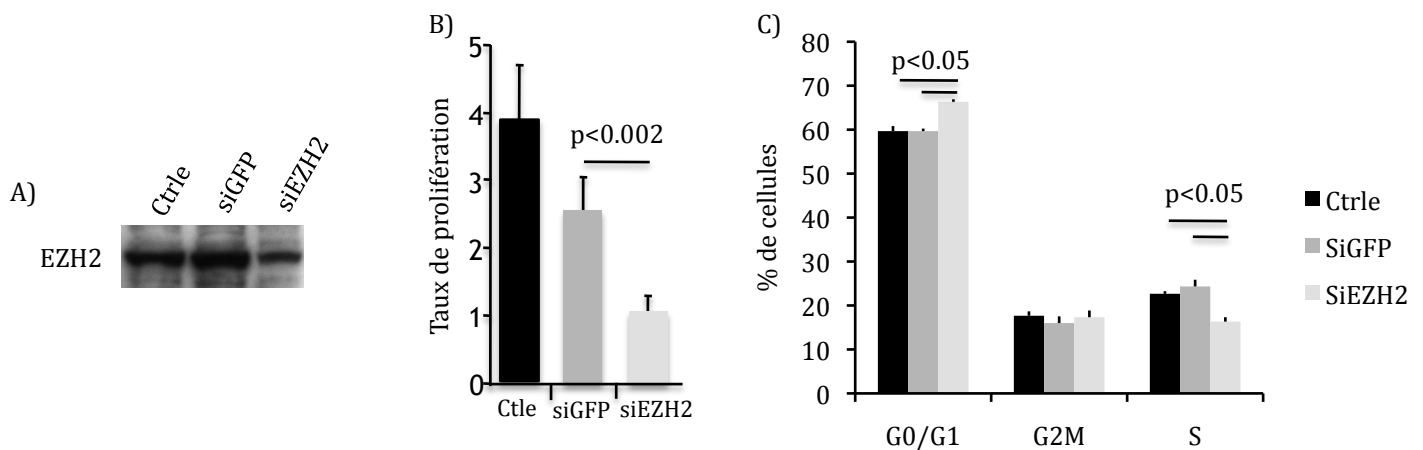 A)
Ctrle siGFP siEZH2
EZH2
B)
Taux de prolifération
5
4
3
2
1
0
p<0.002
Ctle siGFP siEZH2
C)
% de cellules
80
70
60
50
40
30
20
10
0
p<0.05
p<0.05
G0/G1 G2M S
Ctrle
SiGFP
SiEZH2